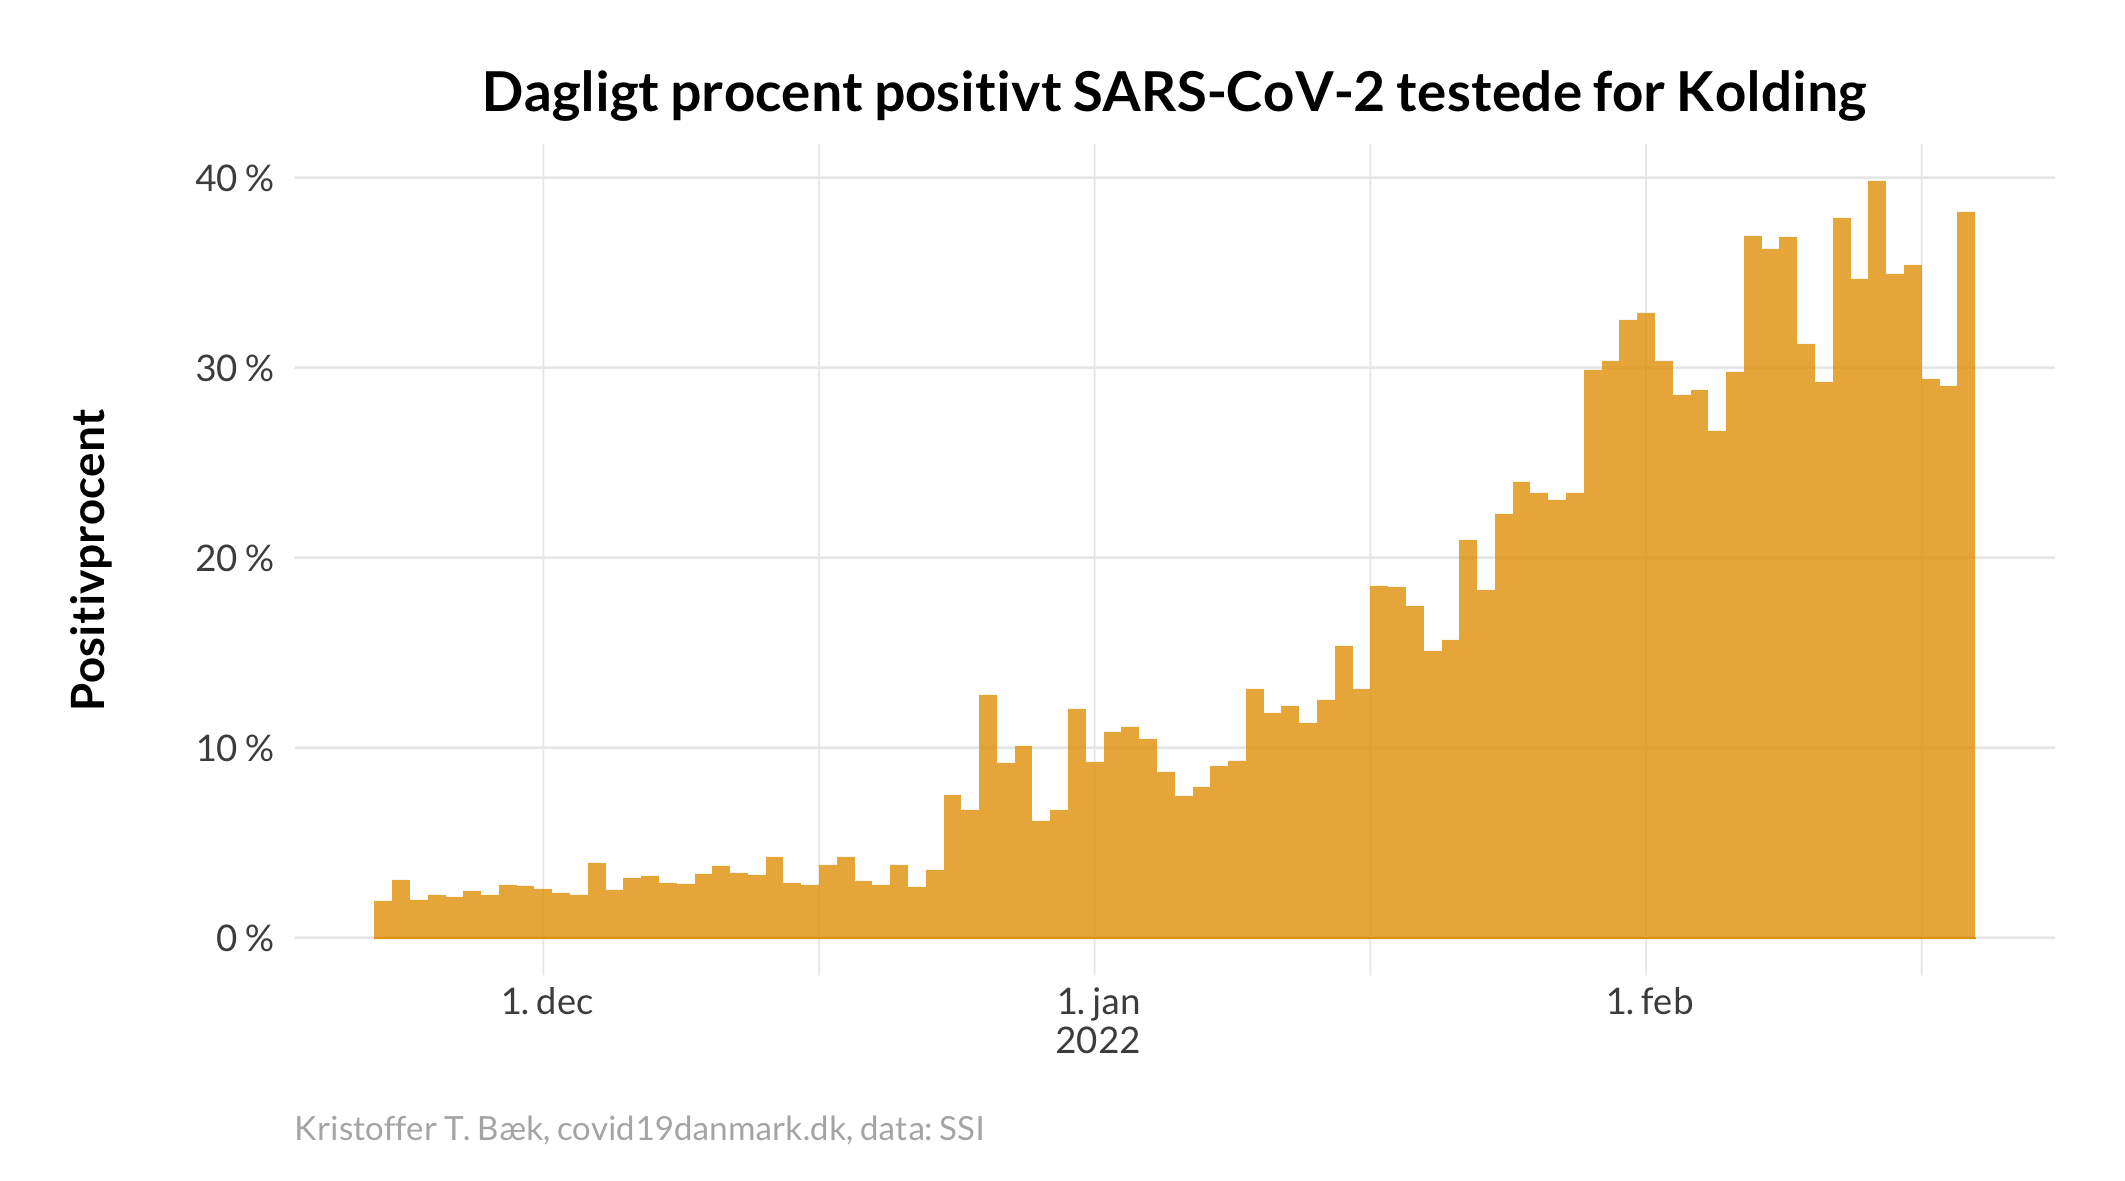 Dagligt procent positivt SARS-CoV-2 testede for Kolding
Positivprocent
40 %
30 %
20 %
10 %
0 %
1. dec
1. jan
2022
1. feb
Kristoffer T. Bæk, covid19danmark.dk, data: SSI